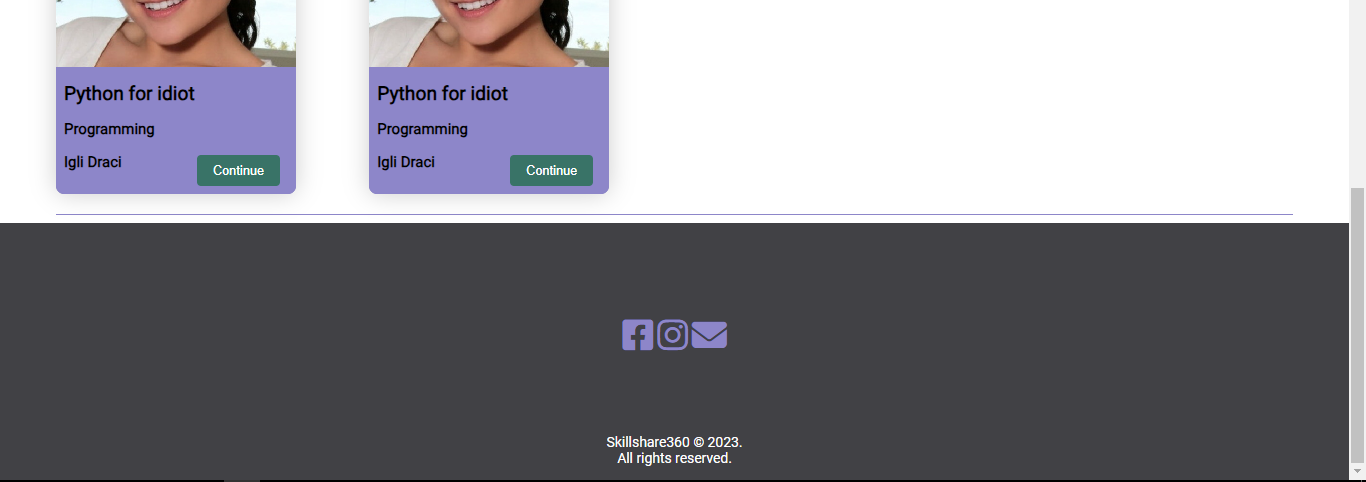 Python for idiot
Programming
Igli Draci
Continue
Python for idiot
Programming
Igli Draci
Continue
Skillshare360 © 2023.
All rights reserved.